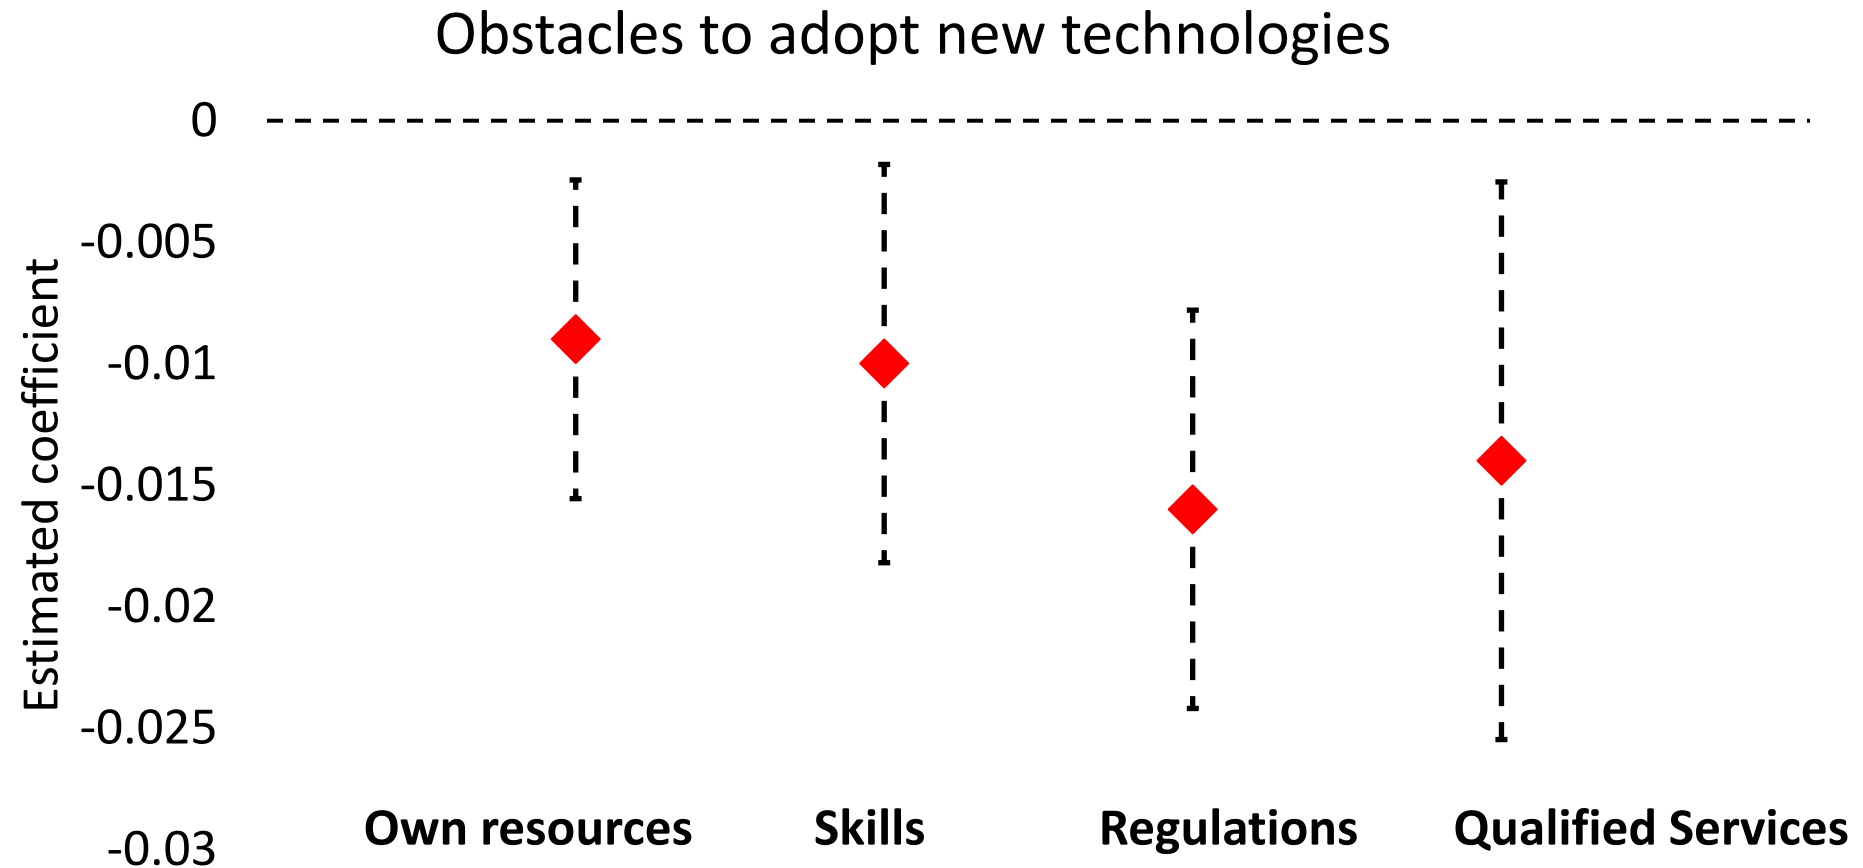 Obstacles to adopt new technologies
0
-0.005
-0.01
-0.015
-0.02
-0.025
-0.03
Estimated coefficient
Own resources
Skills
Regulations
Qualified Services